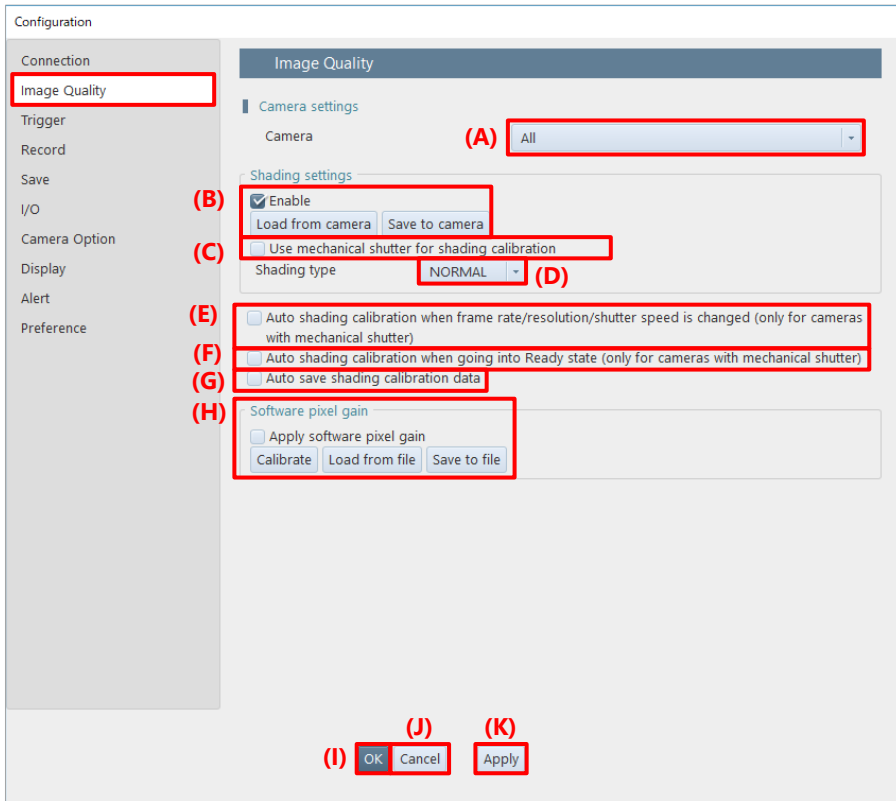 Configuration
Connection
Image Quality
Trigger
Record
Save
I/O
Camera Option
Display
Alert
Preference
Image Quality
Camera settings
Camera
(A)
All
Shading settings
(B)
Enable
Load from camera Save to camera
(C)
Use mechanical shutter for shading calibration
Shading type
NORMAL
(D)
(E)
Auto shading calibration when frame rate/resolution/shutter speed is changed (only for cameras
with mechanical shutter)
(F)
Auto shading calibration when going into Ready state (only for cameras with mechanical shutter)
(G)
Auto save shading calibration data
(H)
Software pixel gain
Apply software pixel gain
Calibrate Load from file Save to file
(J)
(K)
(I)
OK Cancel Apply